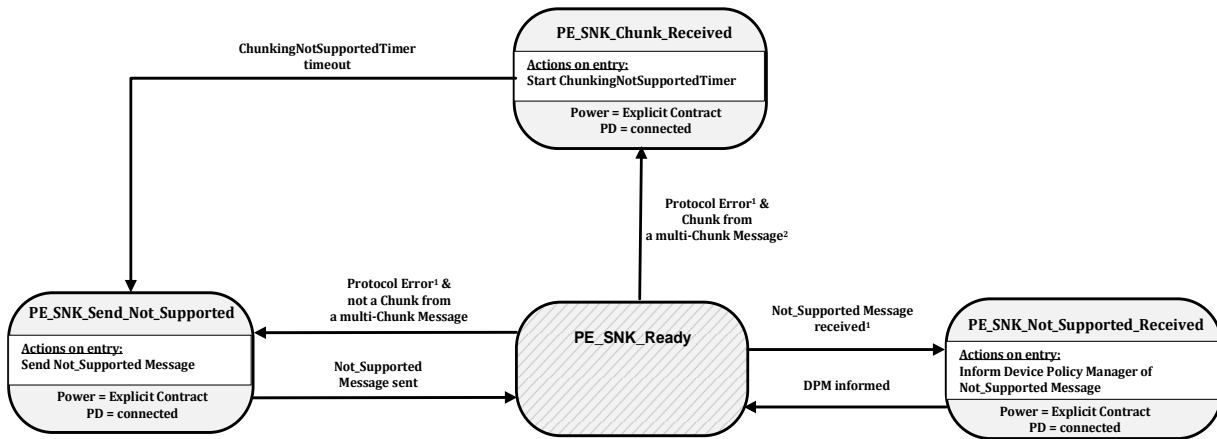 PE_SNK_Chunk_Received
Actions on entry:
Start ChunkingNotSupportedTimer
Power = Explicit Contract
PD = connected
ChunkingNotSupportedTimer
timeout
Protocol Error¹ &
Chunk from
a multi-Chunk Message²
PE_SNK_Send_Not_Supported
Actions on entry:
Send Not_Supported Message
Power = Explicit Contract
PD = connected
Protocol Error¹ &
not a Chunk from
a multi-Chunk Message
Not_Supported
Message sent
PE_SNK_Ready
Not_Supported Message
received¹
DPM informed
PE_SNK_Not_Supported_Received
Actions on entry:
Inform Device Policy Manager of
Not_Supported Message
Power = Explicit Contract
PD = connected